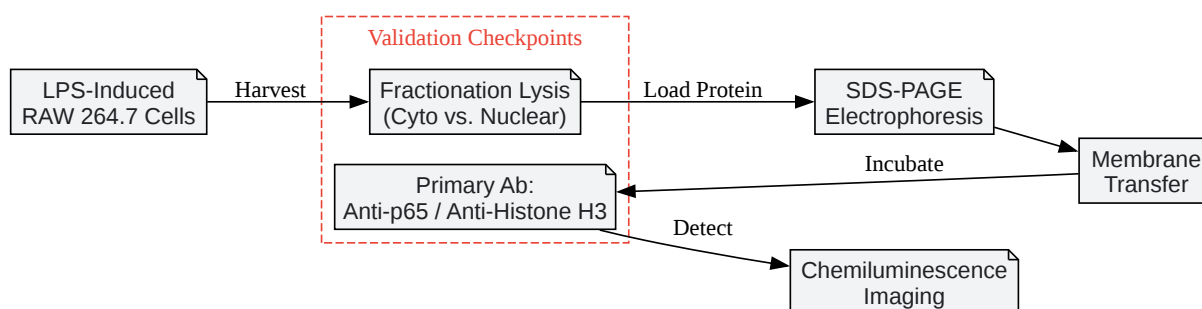 Validation Checkpoints
LPS-Induced
RAW 264.7 Cells
Harvest
Fractionation Lysis
(Cyto vs. Nuclear)
Load Protein
SDS-PAGE
Electrophoresis
Membrane
Transfer
Incubate
Primary Ab:
Anti-p65 / Anti-Histone H3
Detect
Chemiluminescence
Imaging